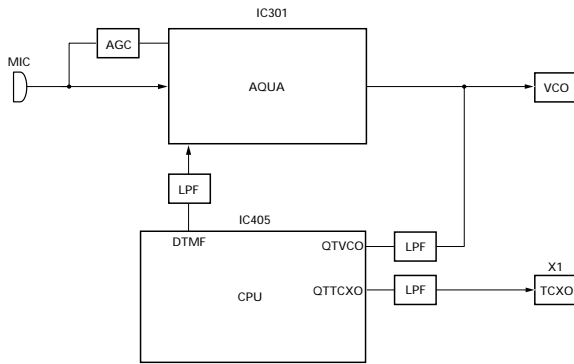 IC301
AGC
MIC
AQUA
VCO
LPF
IC405
DTMF
QTVCO
LPF
X1
CPU
QTTCXO
LPF
TCXO